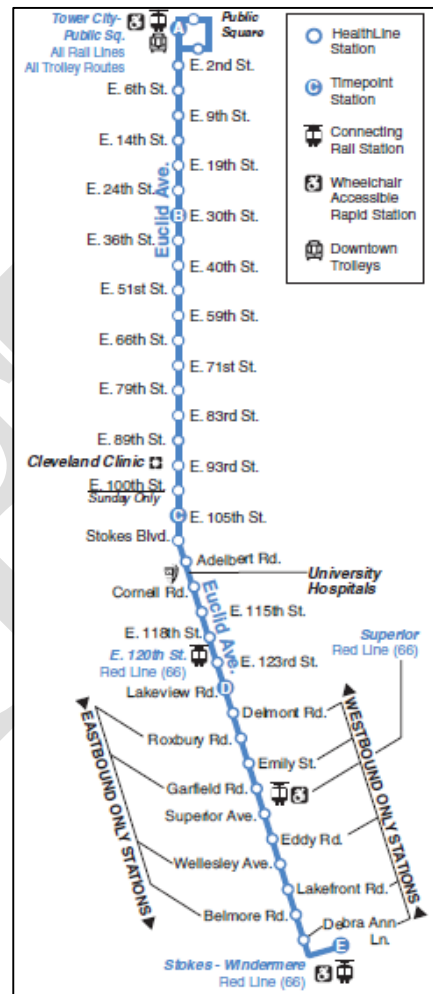 Tower City-
Public Sq.
All Rail Lines
All Trolley Routes
A
Public
Square
HealthLine
Station
C
Timepoint
Station
Connecting
Rail Station
Wheelchair
Accessible
Rapid Station
Downtown
Trolleys
E. 2nd St.
E. 6th St.
E. 9th St.
E. 14th St.
E. 19th St.
E. 24th St.
Euclid Ave.
B
E. 30th St.
E. 36th St.
E. 40th St.
E. 51st St.
E. 59th St.
E. 66th St.
E. 71st St.
E. 79th St.
E. 83rd St.
E. 89th St.
Cleveland Clinic
E. 93rd St.
E. 100th St.
Sunday Only
C
E. 105th St.
Stokes Blvd.
Adelbert Rd.
University
Hospitals
Cornell Rd.
Euclid Ave.
E. 115th St.
E. 118th St.
Superior
Red Line (66)
E. 120th St.
Red Line (66)
E. 123rd St.
Lakeview Rd.
D
Delmont Rd.
Roxbury Rd.
Emily St.
Garfield Rd.
Superior Ave.
Eddy Rd.
Wellesley Ave.
Lakefront Rd.
Belmore Rd.
Debra Ann
Ln.
EASTBOUND ONLY STATIONS
WESTBOUND ONLY STATIONS
E
Stokes - Windermere
Red Line (66)